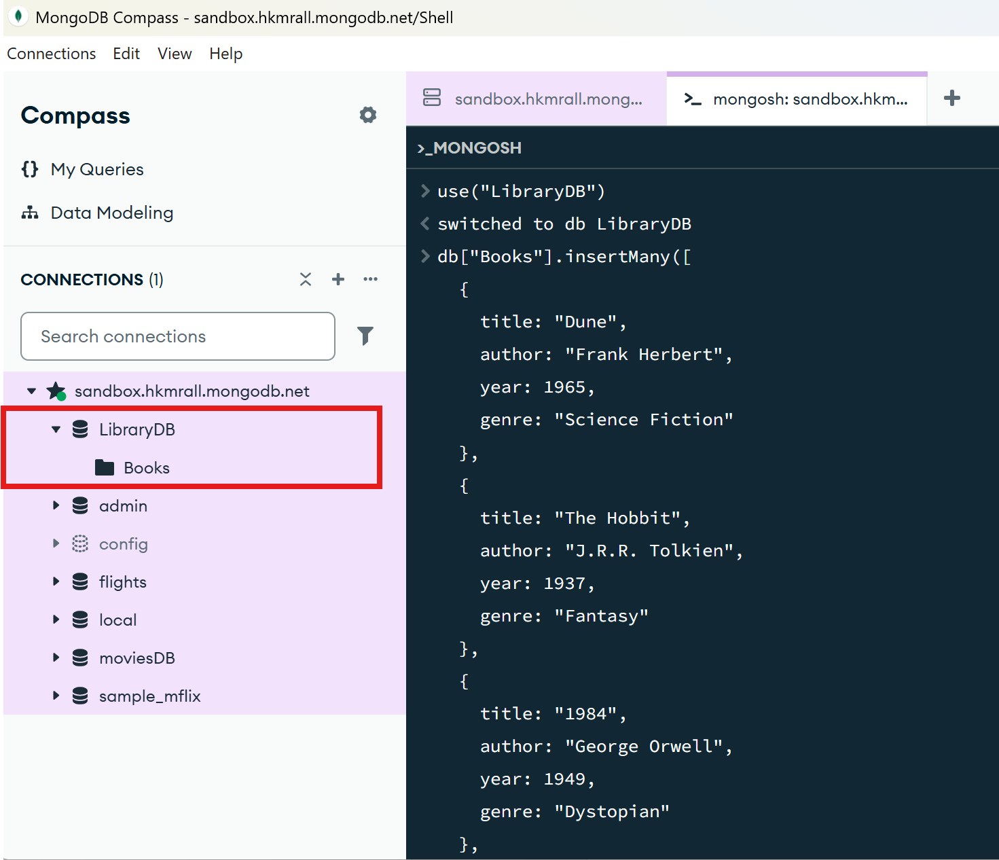 MongoDB Compass - sandbox.hkmrall.mongodb.net/Shell
Connections Edit View Help
Compass
My Queries
Data Modeling
CONNECTIONS (1)
Search connections
sandbox.hkmrall.mongodb.net
LibraryDB
Books
admin
config
flights
local
moviesDB
sample_mflix
sandbox.hkmrall.mong...
mongosh: sandbox.hkm...
>_MONGOSH
use("LibraryDB")
switched to db LibraryDB
db["Books"].insertMany([
{
title: "Dune",
author: "Frank Herbert",
year: 1965,
genre: "Science Fiction"
},
{
title: "The Hobbit",
author: "J.R.R. Tolkien",
year: 1937,
genre: "Fantasy"
},
{
title: "1984",
author: "George Orwell",
year: 1949,
genre: "Dystopian"
},